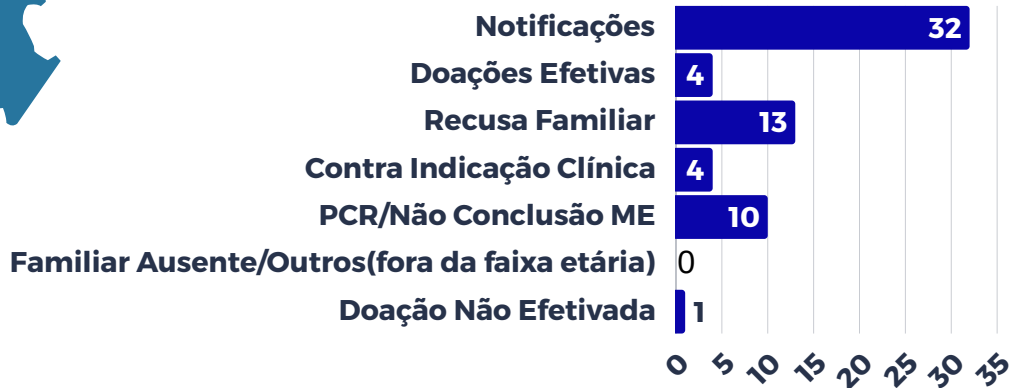 Notificações 32
Doações Efetivas 4
Recusa Familiar 13
Contra Indicação Clínica 4
PCR/Não Conclusão ME 10
Familiar Ausente/Outros(fora da faixa etária) 0
Doação Não Efetivada 1
0 5 10 15 20 25 30 35